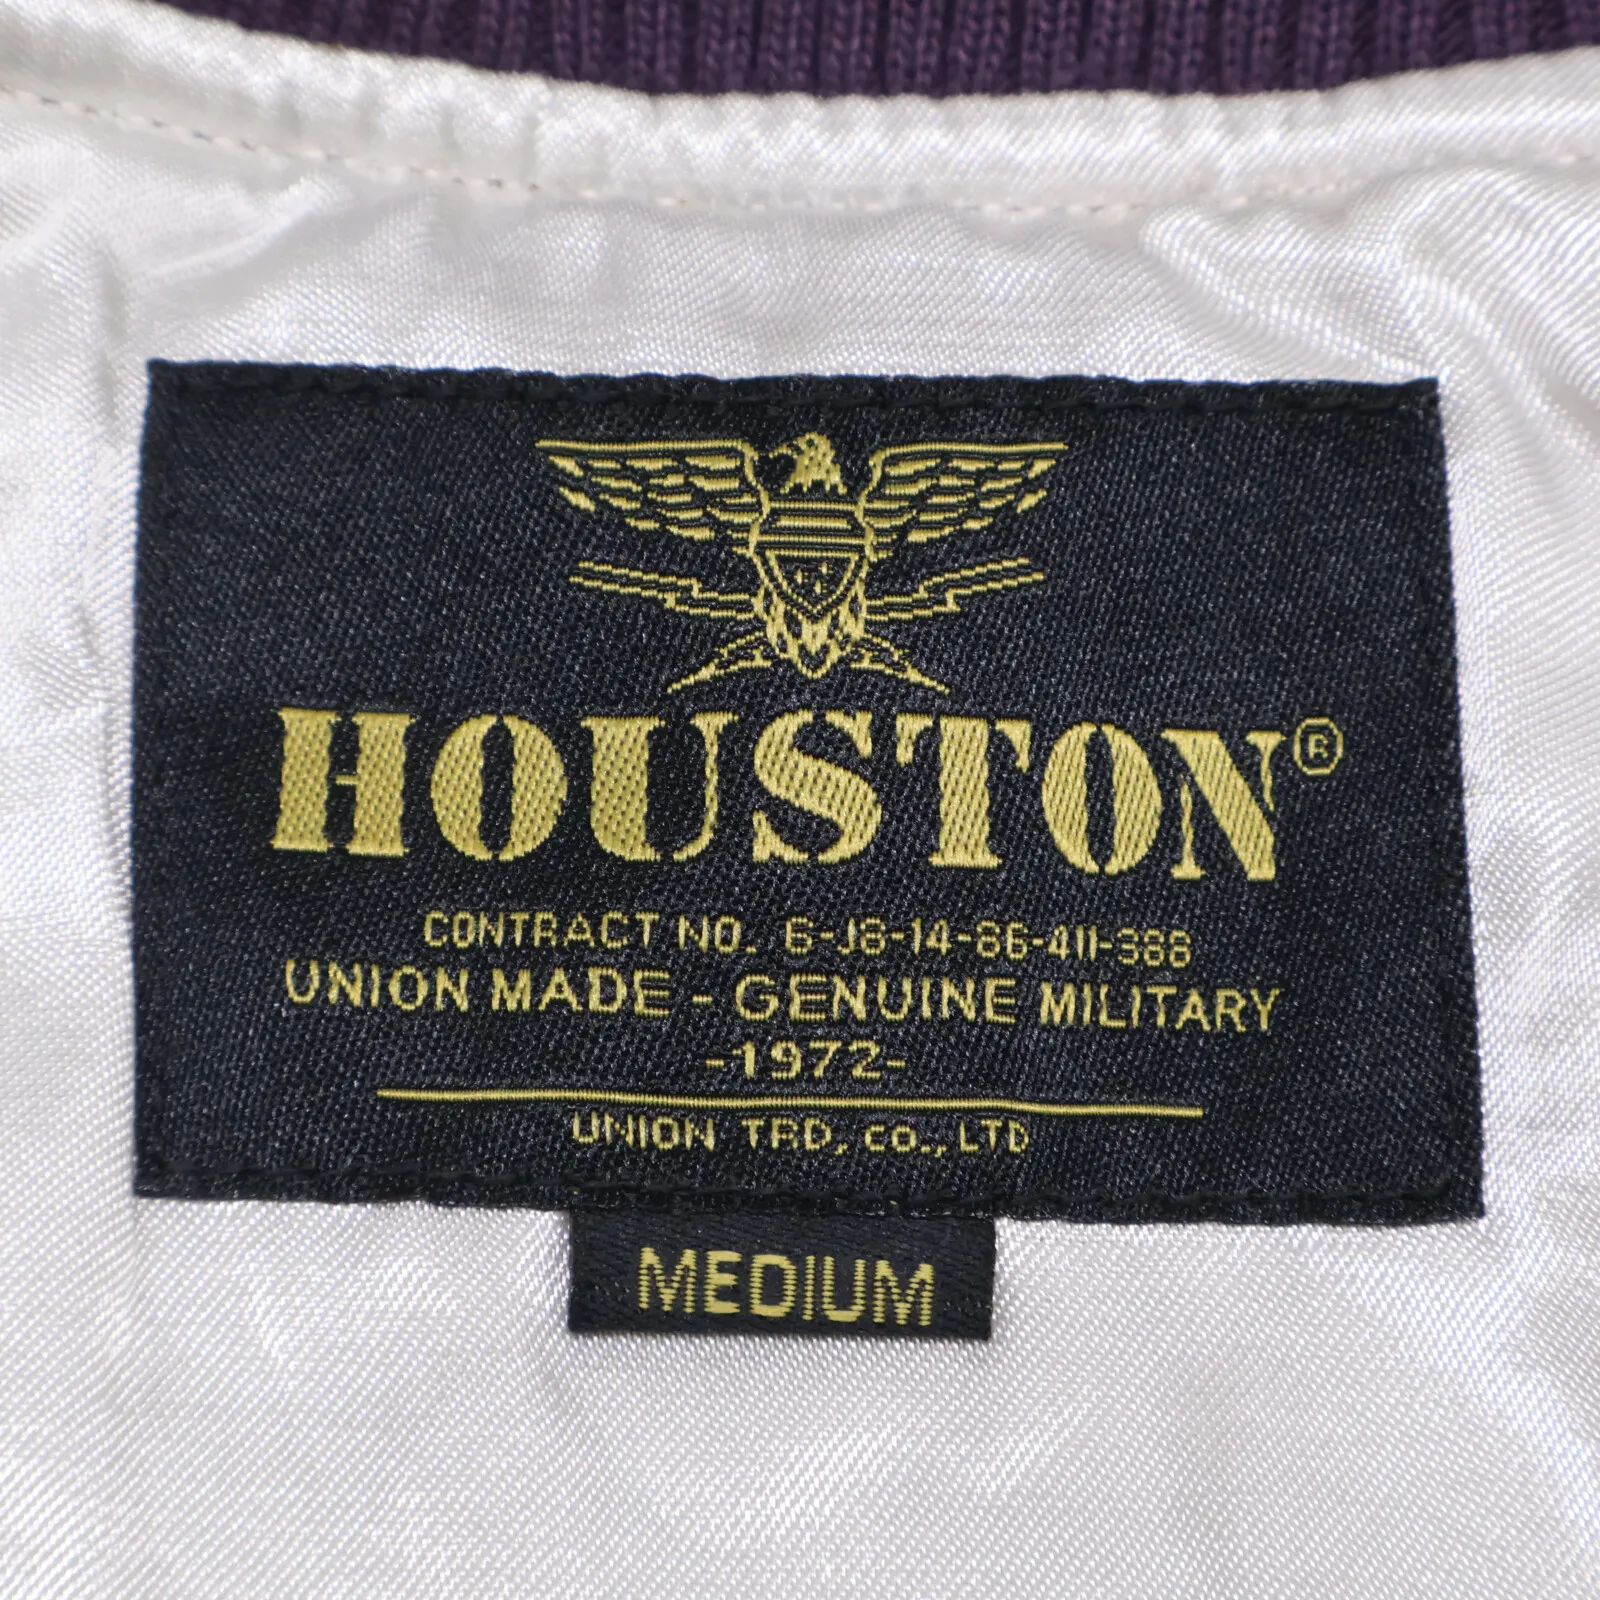 HOUSTON®
CONTRACT NO. 6-J8-14-86-411-388
UNION MADE - GENUINE MILITARY
-1972-
UNION TRD, CO.,LTD
MEDIUM